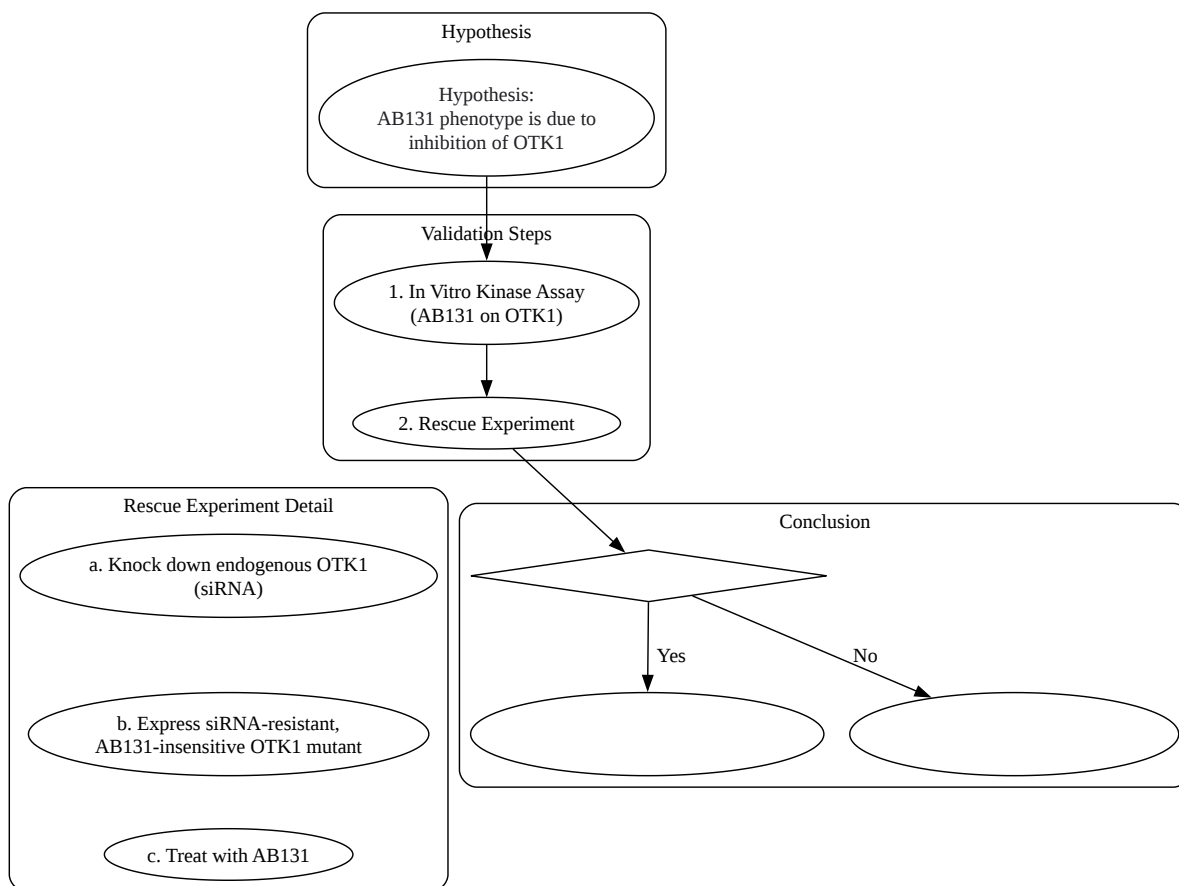 Hypothesis
Hypothesis:
AB131 phenotype is due to
inhibition of OTK1
Validation Steps
1. In Vitro Kinase Assay
(AB131 on OTK1)
2. Rescue Experiment
Rescue Experiment Detail
a. Knock down endogenous OTK1
(siRNA)
b. Express siRNA-resistant,
AB131-insensitive OTK1 mutant
c. Treat with AB131
Conclusion
Yes
No